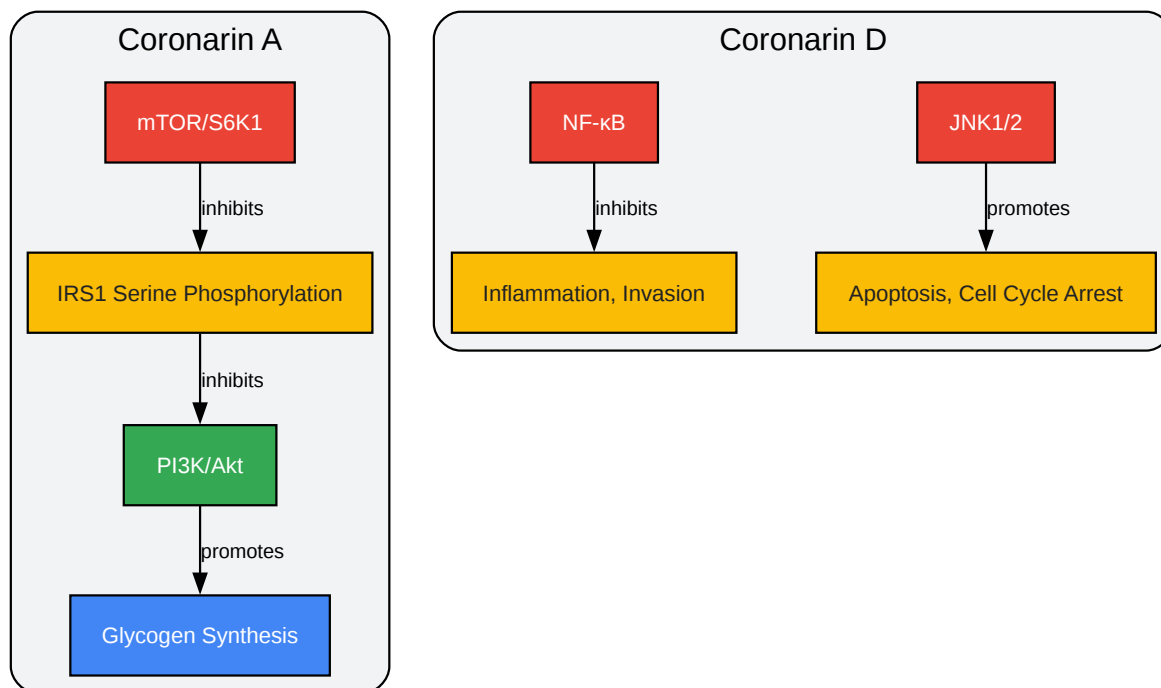 Coronarin A
mTOR/S6K1
inhibits
IRS1 Serine Phosphorylation
inhibits
PI3K/Akt
promotes
Glycogen Synthesis
Coronarin D
NF-κB
inhibits
Inflammation, Invasion
JNK1/2
promotes
Apoptosis, Cell Cycle Arrest